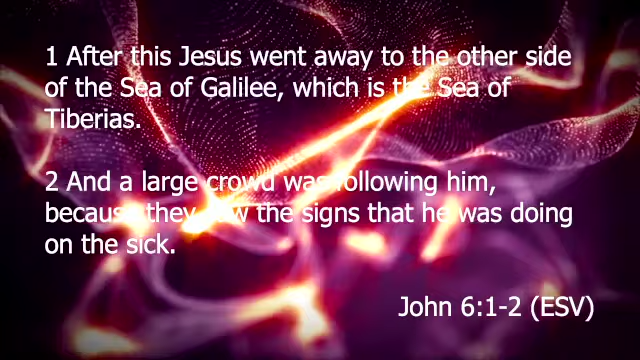 1 After this Jesus went away to the other side
of the Sea of Galilee, which is the Sea of
Tiberias.
2 And a large crowd was following him,
because they saw the signs that he was doing
on the sick.
John 6:1-2 (ESV)